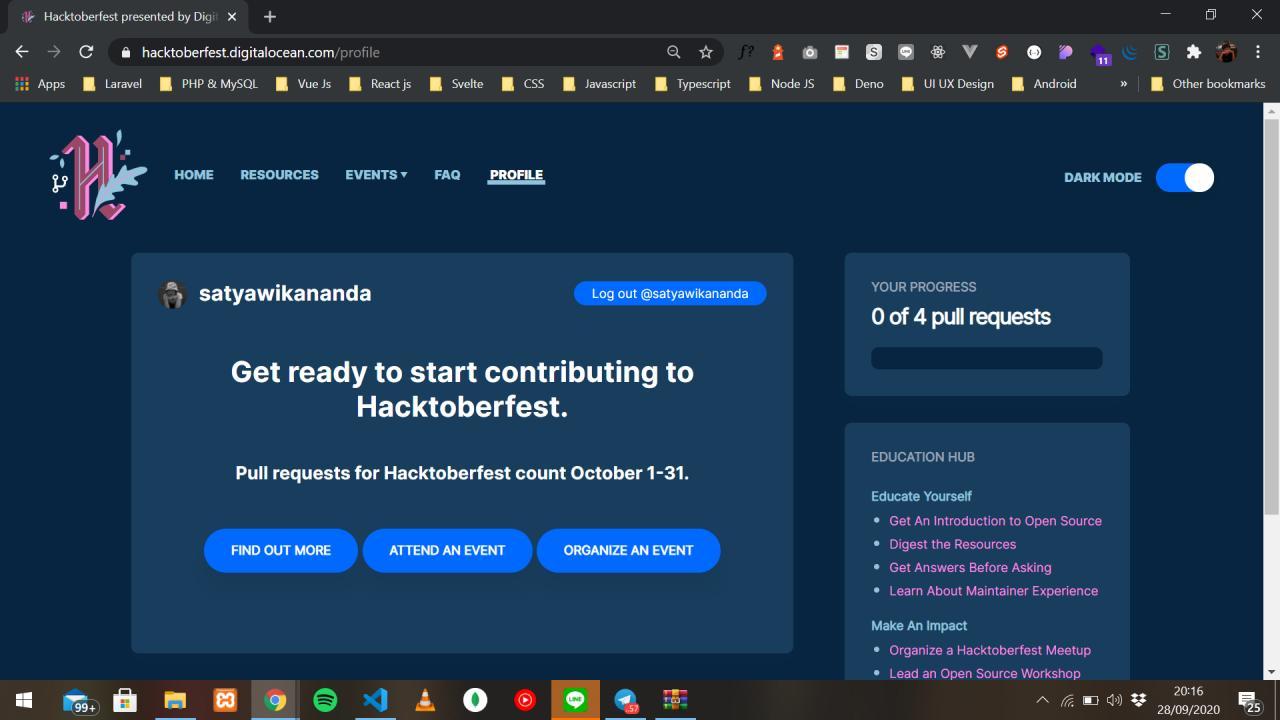 Hacktoberfest presented by Digit
hacktoberfest.digitalocean.com/profile
f?
S
LINE
S
11
Apps
Laravel
PHP & MySQL
Vue Js
React js
Svelte
CSS
Javascript
Typescript
Node JS
Deno
UI UX Design
Android
»
Other bookmarks
H
HOME
RESOURCES
EVENTS
FAQ
PROFILE
DARK MODE
satyawikananda
Log out @satyawikananda
Get ready to start contributing to
Hacktoberfest.
Pull requests for Hacktoberfest count October 1-31.
FIND OUT MORE
ATTEND AN EVENT
ORGANIZE AN EVENT
YOUR PROGRESS
0 of 4 pull requests
EDUCATION HUB
Educate Yourself
Get An Introduction to Open Source
Digest the Resources
Get Answers Before Asking
Learn About Maintainer Experience
Make An Impact
Organize a Hacktoberfest Meetup
Lead an Open Source Workshop
99+
LINE
..57
20:16
28/09/2020
25